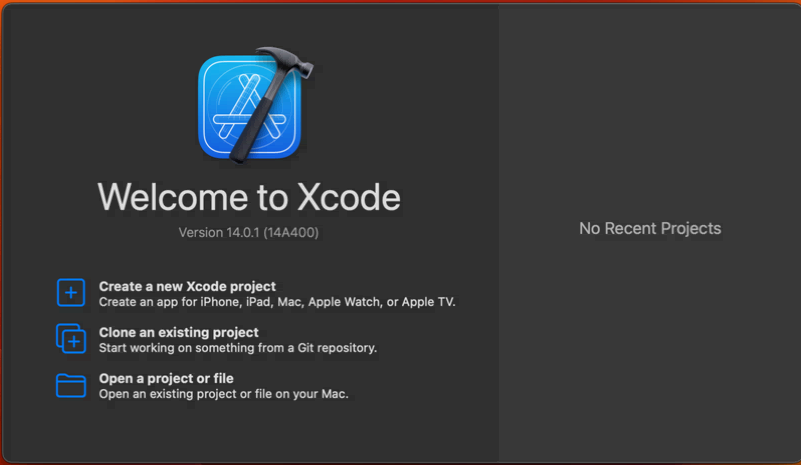 Welcome to Xcode
Version 14.0.1 (14A400)
Create a new Xcode project
Create an app for iPhone, iPad, Mac, Apple Watch, or Apple TV.
Clone an existing project
Start working on something from a Git repository.
Open a project or file
Open an existing project or file on your Mac.
No Recent Projects